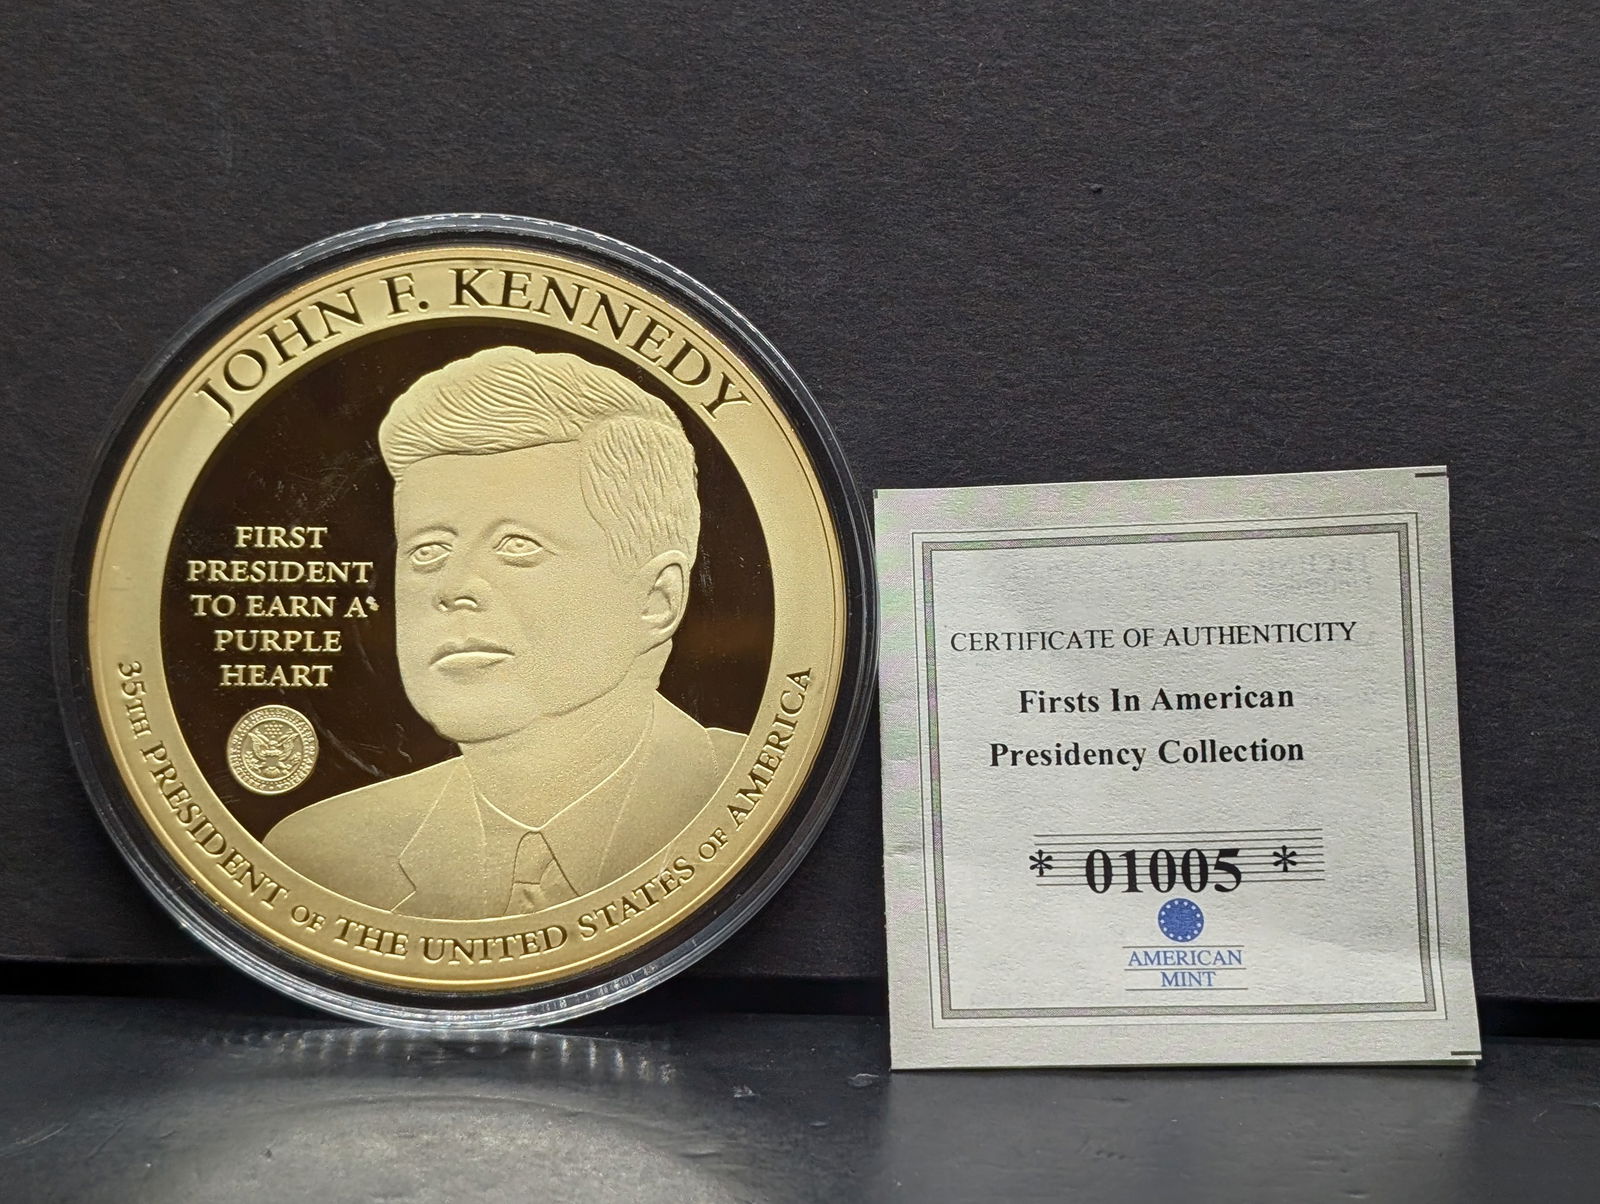 JOHN F. KENNEDY
FIRST
PRESIDENT
TO EARN A
PURPLE
HEART
35TH PRESIDENT OF THE UNITED STATES OF AMERICA
CERTIFICATE OF AUTHENTICITY
Firsts In American
Presidency Collection
* 01005 *
AMERICAN
MINT